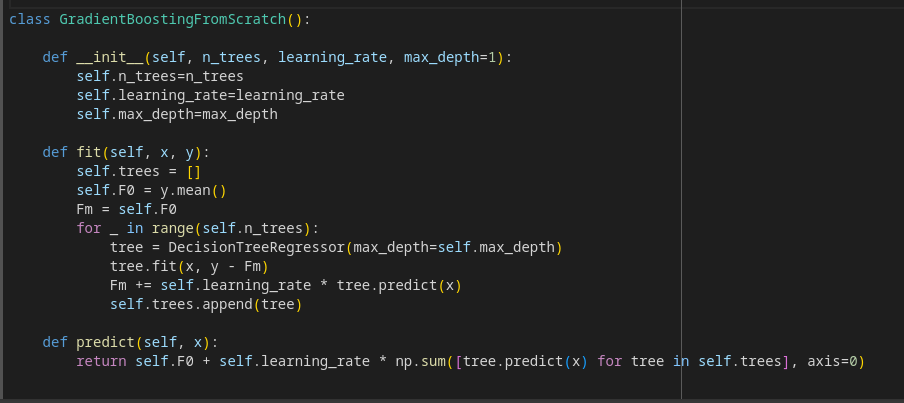 class GradientBoostingFromScratch():
def __init__(self, n_trees, learning_rate, max_depth=1):
self.n_trees=n_trees
self.learning_rate=learning_rate
self.max_depth=max_depth
def fit(self, x, y):
self.trees = []
self.F0 = y.mean()
Fm = self.F0
for _ in range(self.n_trees):
tree = DecisionTreeRegressor(max_depth=self.max_depth)
tree.fit(x, y - Fm)
Fm += self.learning_rate * tree.predict(x)
self.trees.append(tree)
def predict(self, x):
return self.F0 + self.learning_rate * np.sum([tree.predict(x) for tree in self.trees], axis=0)